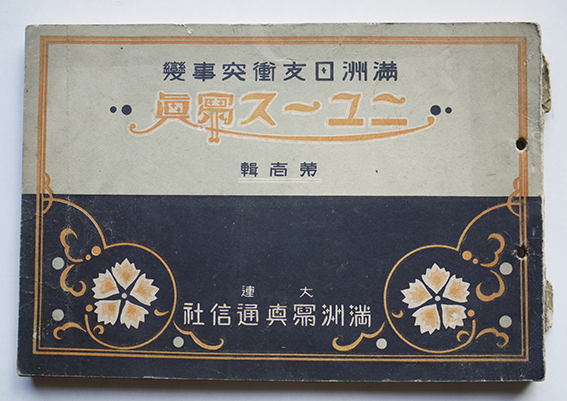 變事突衝支日洲滿
眞寫スーユニ
輯壹第
連大
社信通眞寫洲滿